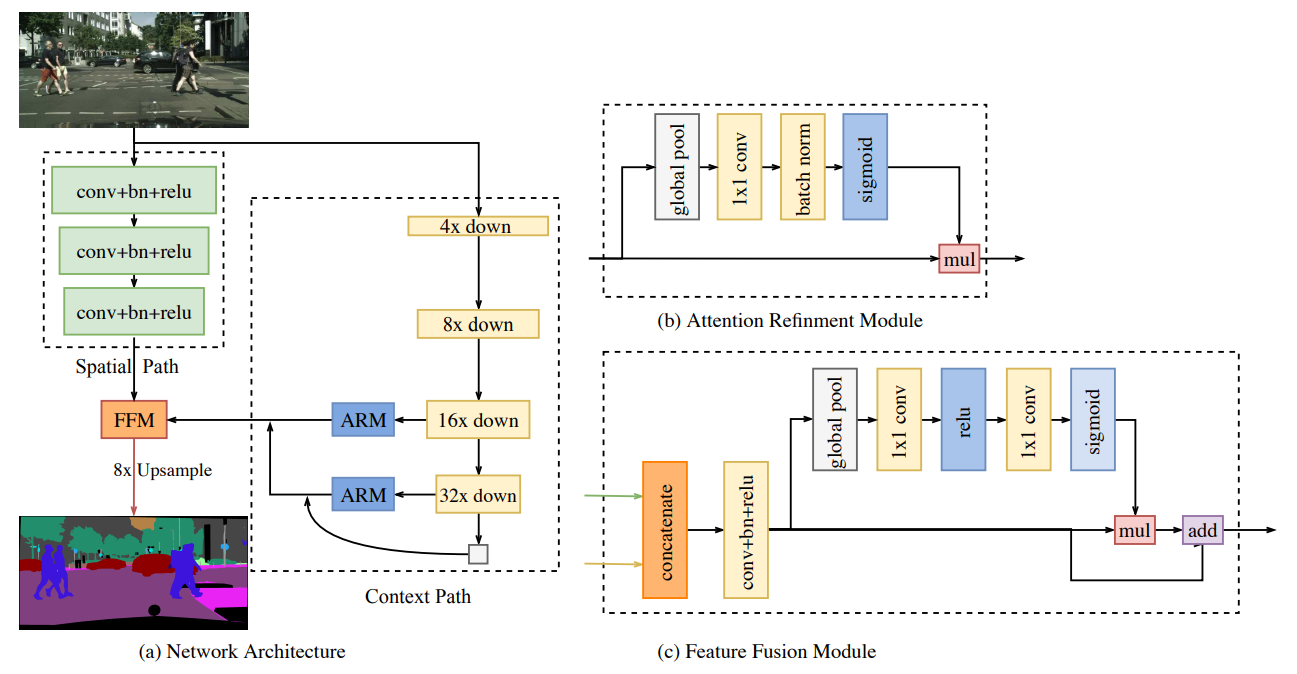 conv+bn+relu
conv+bn+relu
conv+bn+relu
Spatial Path
FFM
8x Upsample
4x down
8x down
ARM
16x down
ARM
32x down
Context Path
(a) Network Architecture
global pool
1x1 conv
batch norm
sigmoid
mul
(b) Attention Refinment Module
global pool
1x1 conv
relu
1x1 conv
sigmoid
concatenate
conv+bn+relu
mul
add
(c) Feature Fusion Module